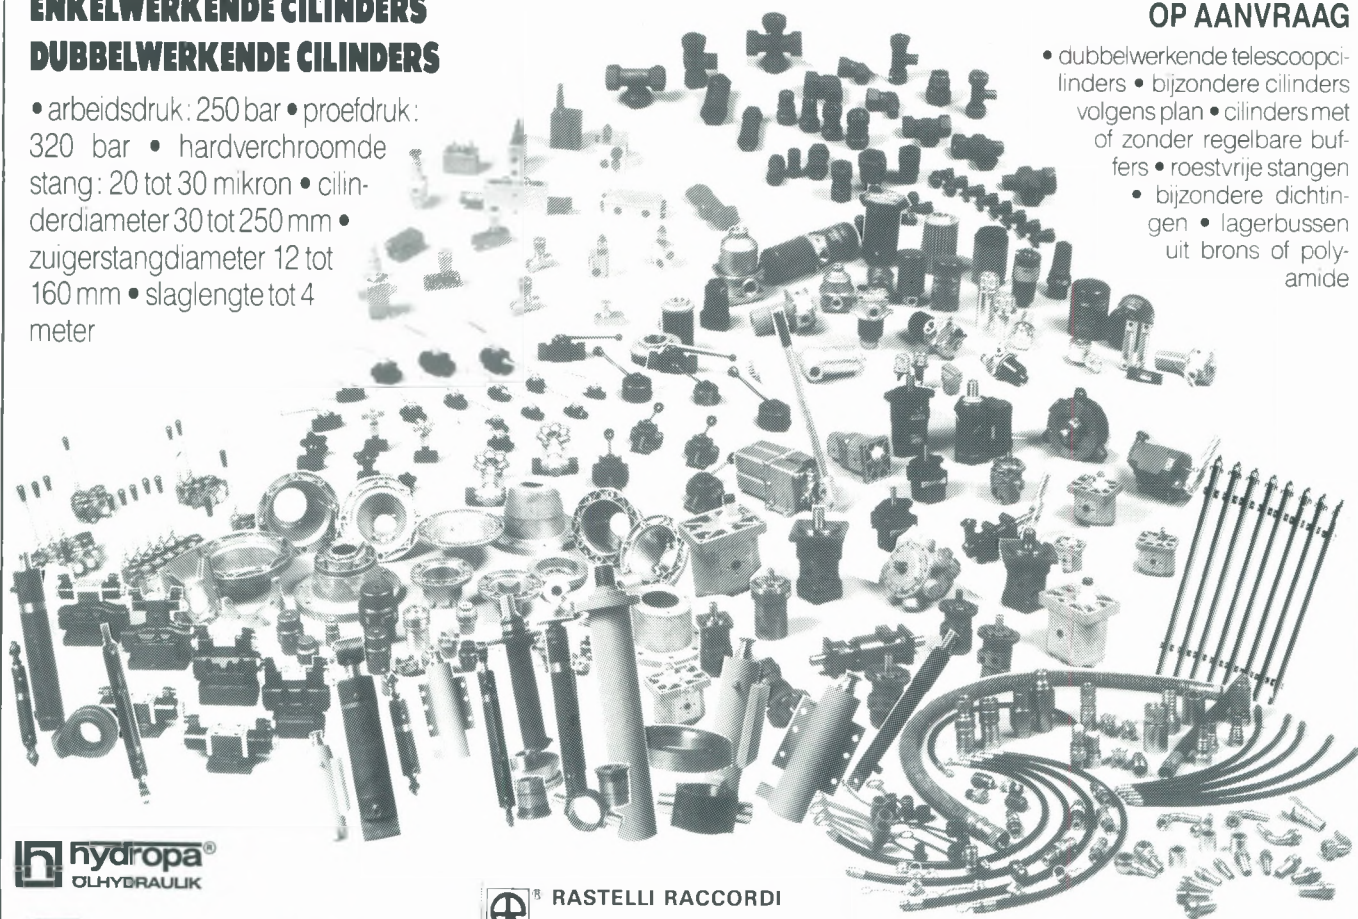 ENKELWERKENDE CILINDERS
DUBBELWERKENDE CILINDERS
• arbeidsdruk: 250 bar • proefdruk:
320 bar • hardverchroomde
stang: 20 tot 30 mikron • cilin-
derdiameter 30 tot 250 mm •
zuigerstangdiameter 12 tot
160 mm • slaglengte tot 4
meter
OP AANVRAAG
• dubbelwerkende telescoopci-
linders • bijzondere cilinders
volgens plan • cilinders met
of zonder regelbare buf-
fers • roestvrije stangen
• bijzondere dichtin-
gen • lagerbussen
uit brons of poly-
amide
hydropa®
ÖLHYDRAULIK
® RASTELLI RACCORDI